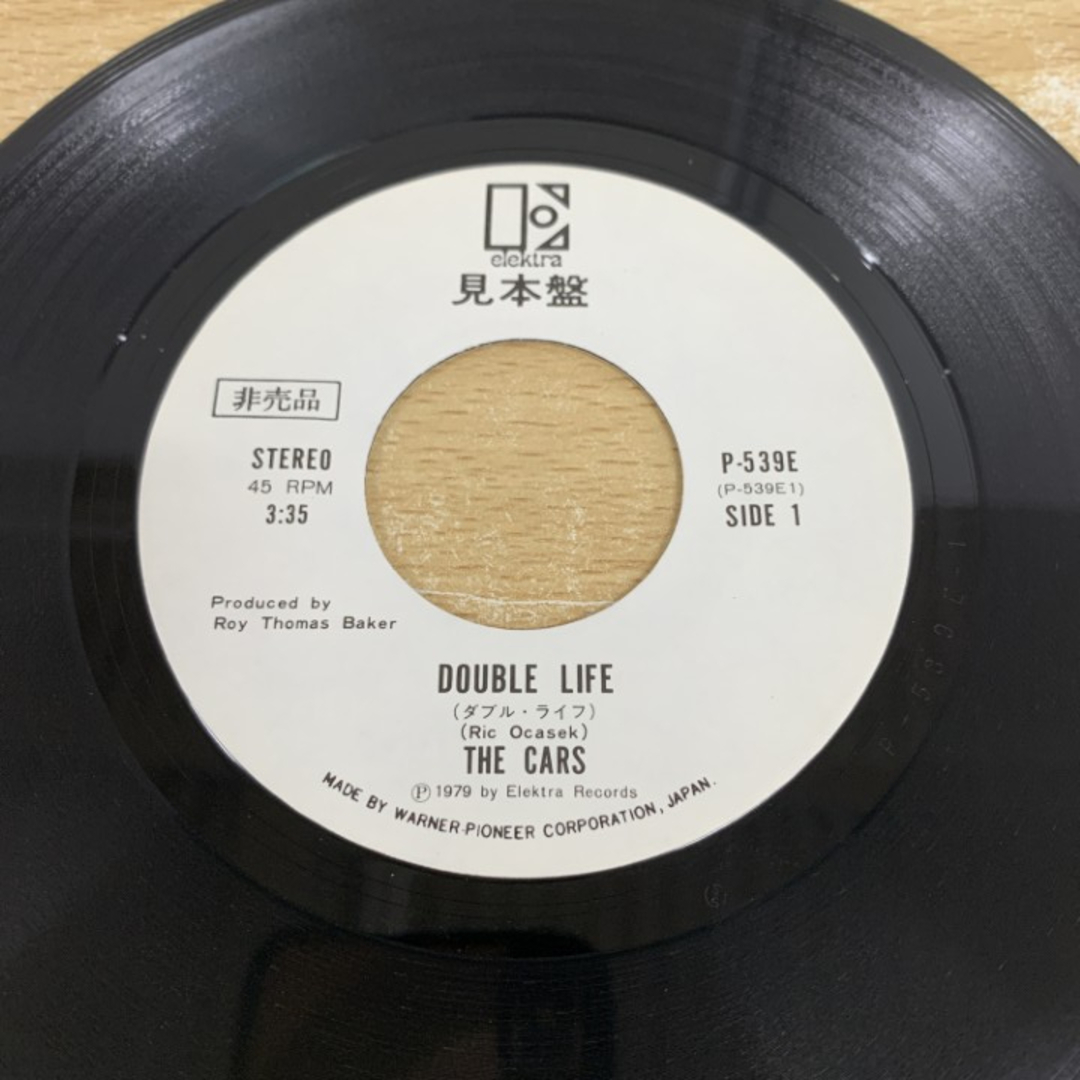 elektra
見本盤
非売品
STEREO
45 RPM
3:35
P-539E
(P-539E1)
SIDE 1
Produced by
Roy Thomas Baker
DOUBLE LIFE
(ダブル・ライフ)
(Ric Ocasek)
THE CARS
Ⓟ 1979 by Elektra Records
MADE BY WARNER-PIONEER CORPORATION, JAPAN.